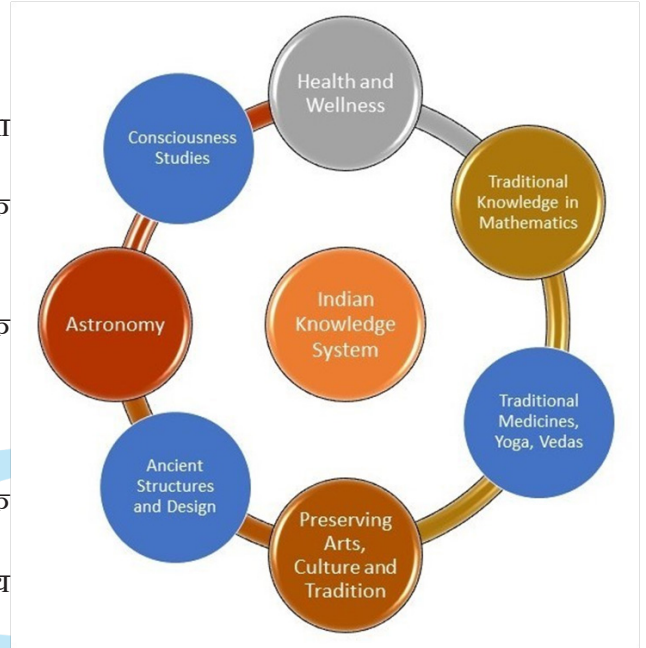 Health and
Wellness
Traditional
Knowledge in
Mathematics
Traditional
Medicines,
Yoga, Vedas
Preserving
Arts,
Culture and
Tradition
Ancient
Structures
and Design
Astronomy
Consciousness
Studies
Indian
Knowledge
System